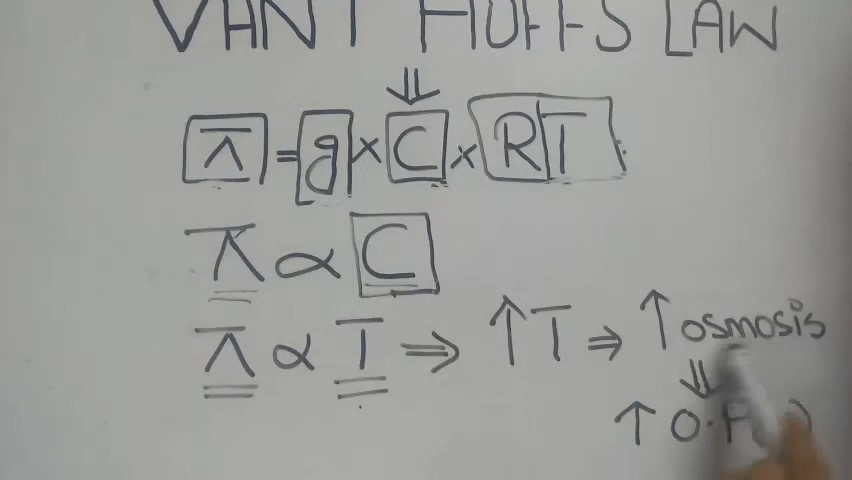 VANT HOFFS LAW
⇓
π = g × C × RT
π ∝ C
π ∝ T ⇒ ↑ T ⇒ ↑ osmosis
⇓
↑ O.P